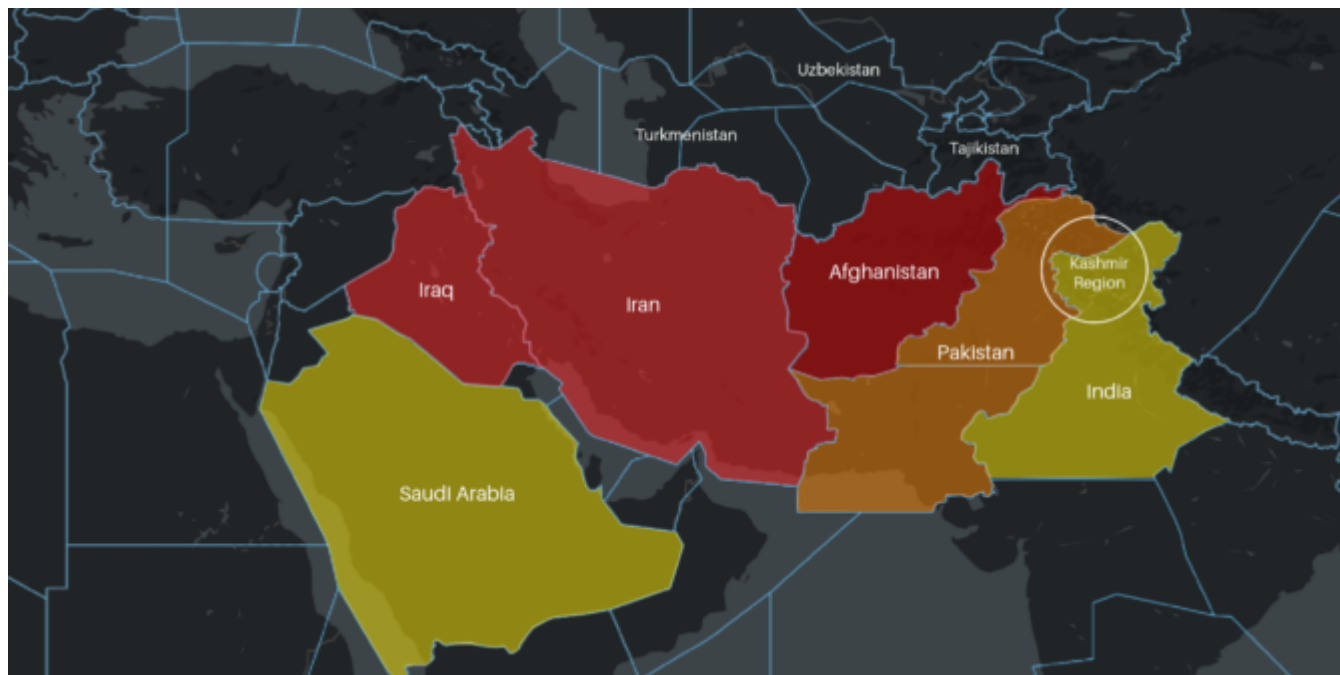 Uzbekistan
Turkmenistan
Tajikistan
Afghanistan
Kashmir
Region
Iraq
Iran
Pakistan
India
Saudi Arabia